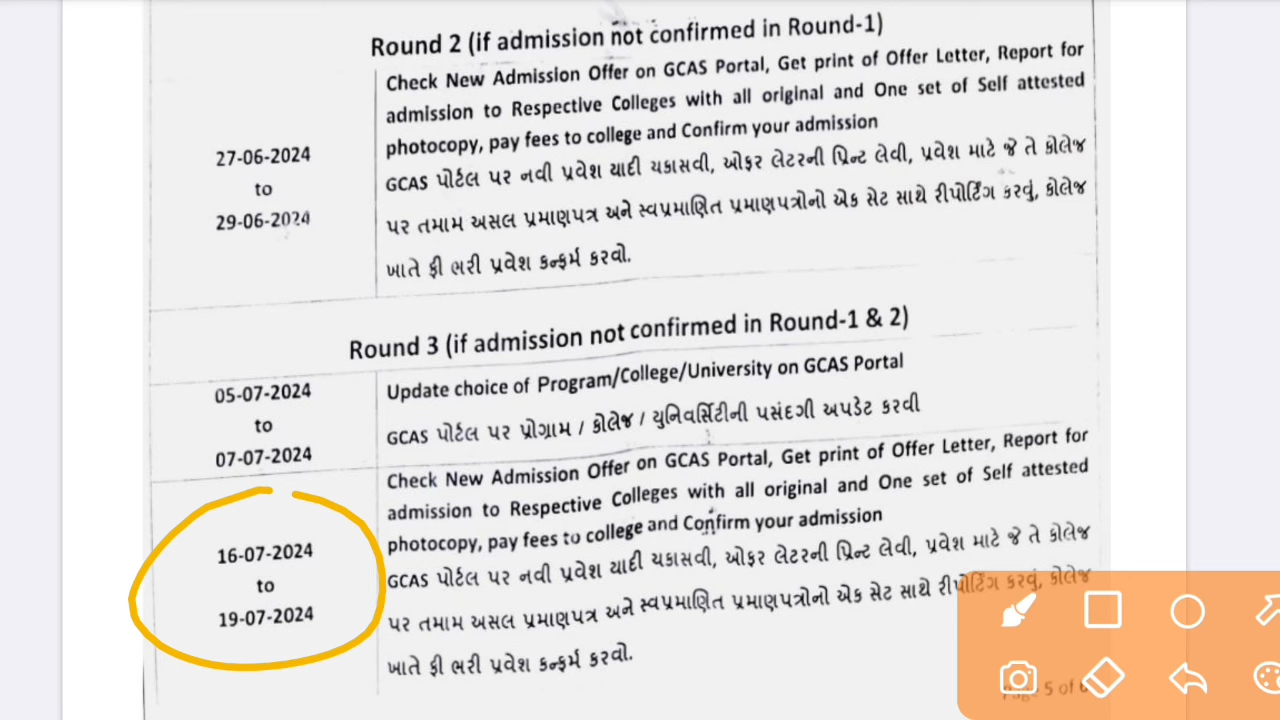 Round 2 (if admission not confirmed in Round-1)
27-06-2024
to
29-06-2024
Check New Admission Offer on GCAS Portal, Get print of Offer Letter, Report for
admission to Respective Colleges with all original and One set of Self attested
photocopy, pay fees to college and Confirm your admission
GCAS પોર્ટલ પર નવી પ્રવેશ યાદી ચકાસવી, ઓફર લેટરની પ્રિન્ટ લેવી, પ્રવેશ માટે જે તે કોલેજ
પર તમામ અસલ પ્રમાણપત્ર અને સ્વપ્રમાણિત પ્રમાણપત્રોનો એક સેટ સાથે રીપોર્ટિંગ કરવું, કોલેજ
ખાતે ફી ભરી પ્રવેશ કન્ફર્મ કરવો.
Round 3 (if admission not confirmed in Round-1 & 2)
05-07-2024
to
07-07-2024
Update choice of Program/College/University on GCAS Portal
GCAS પોર્ટલ પર પ્રોગ્રામ / કોલેજ / યુનિવર્સિટીની પસંદગી અપડેટ કરવી
16-07-2024
to
19-07-2024
Check New Admission Offer on GCAS Portal, Get print of Offer Letter, Report for
admission to Respective Colleges with all original and One set of Self attested
photocopy, pay fees to college and Confirm your admission
GCAS પોર્ટલ પર નવી પ્રવેશ યાદી ચકાસવી, ઓફર લેટરની પ્રિન્ટ લેવી, પ્રવેશ માટે જે તે કોલેજ
પર તમામ અસલ પ્રમાણપત્ર અને સ્વપ્રમાણિત પ્રમાણપત્રોનો એક સેટ સાથે રીપોર્ટિંગ કરવું, કોલેજ
ખાતે ફી ભરી પ્રવેશ કન્ફર્મ કરવો.
Page 5 of